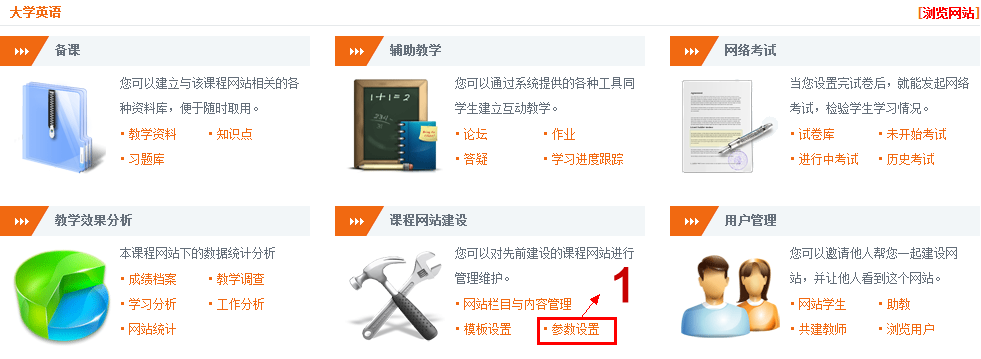 大学英语
[浏览网站]
备课
您可以建立与该课程网站相关的各
种资料库，便于随时取用。
教学资料 知识点
习题库
辅助教学
1+1=2
您可以通过系统提供的各种工具同
学生建立互动教学。
论坛 作业
答疑 学习进度跟踪
网络考试
当您设置完试卷后，就能发起网络
考试，检验学生学习情况。
试卷库 未开始考试
进行中考试 历史考试
教学效果分析
本课程网站下的数据统计分析
成绩档案 教学调查
学习分析 工作分析
网站统计
课程网站建设
您可以对先前建设的课程网站进行
管理维护。
网站栏目与内容管理
模板设置 参数设置
1
用户管理
您可以邀请他人帮您一起建设网
站，并让他人看到这个网站。
网站学生 助教
共建教师 浏览用户